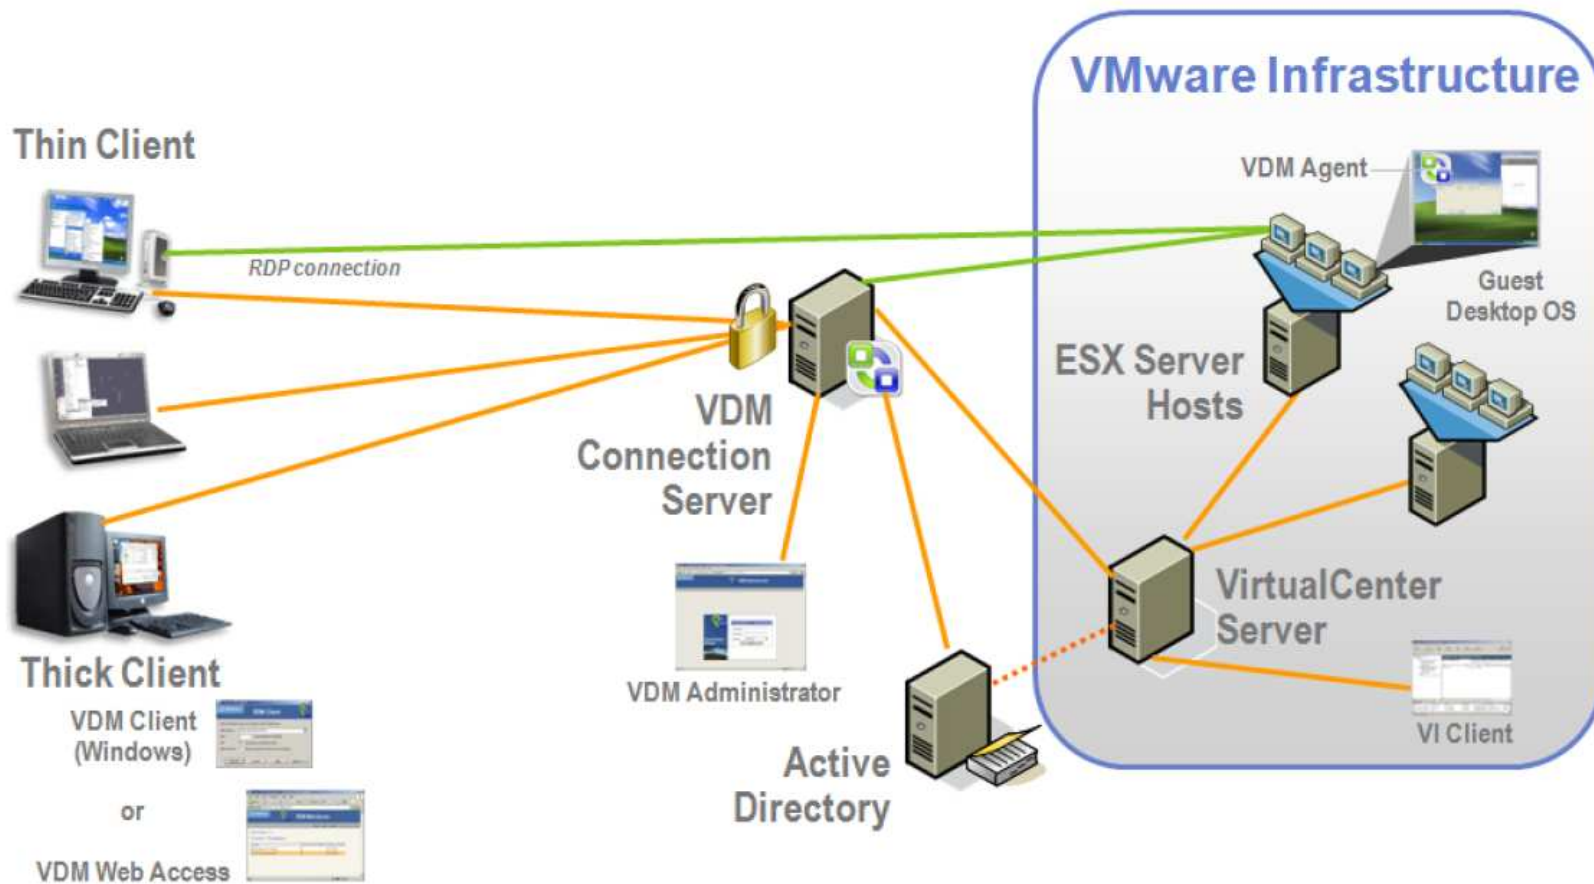 VMware Infrastructure
Thin Client
VDM Agent
RDP connection
Guest
Desktop OS
ESX Server
Hosts
VDM
Connection
Server
VirtualCenter
Server
Thick Client
VDM Administrator
VDM Client
(Windows)
VI Client
Active
Directory
or
VDM Web Access